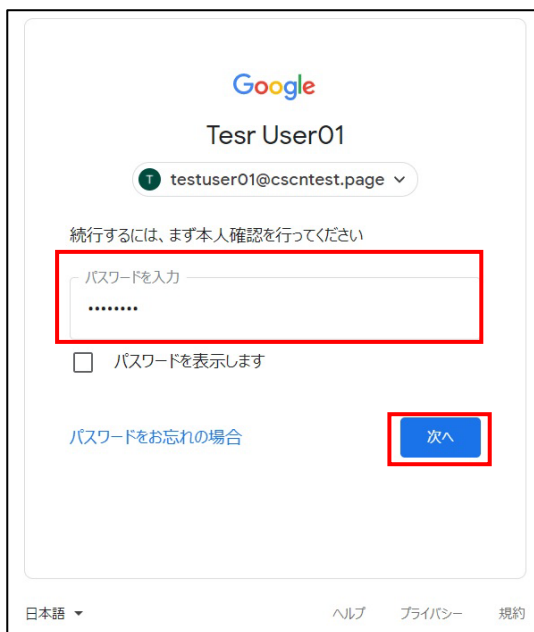 Google
Tesr User01
T testuser01@cscntest.page
続行するには、まず本人確認を行ってください
パスワードを入力
••••••••
パスワードを表示します
パスワードをお忘れの場合 次へ
日本語 ヘルプ プライバシー 規約